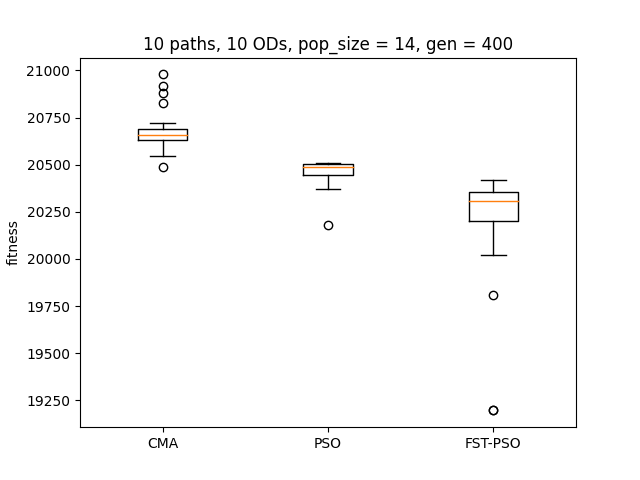 10 paths, 10 ODs, pop_size = 14, gen = 400
fitness
21000
20750
20500
20250
20000
19750
19500
19250
CMA
PSO
FST-PSO